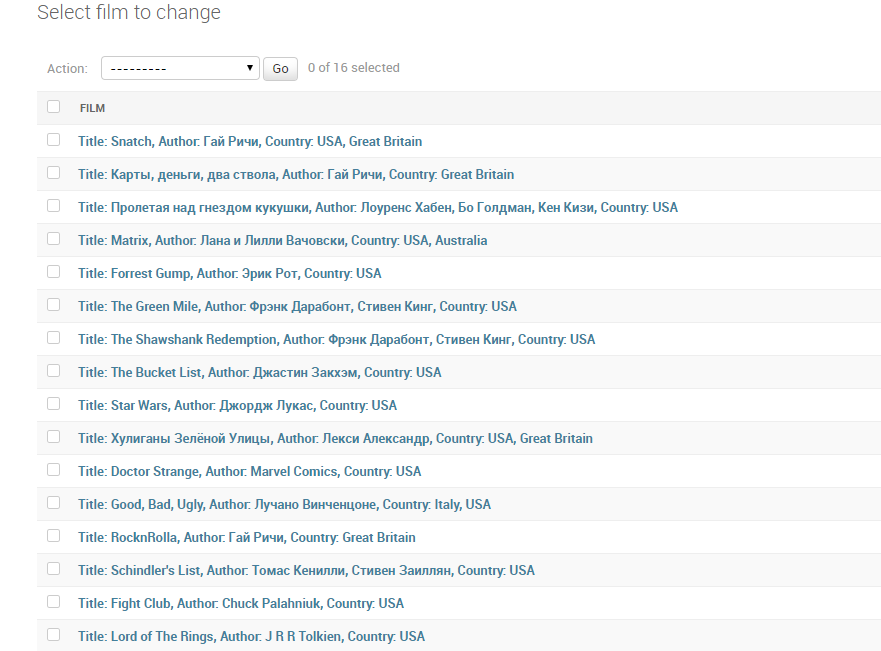 Select film to change
Action: --------- Go 0 of 16 selected
FILM
Title: Snatch, Author: Гай Ричи, Country: USA, Great Britain
Title: Карты, деньги, два ствола, Author: Гай Ричи, Country: Great Britain
Title: Пролетая над гнездом кукушки, Author: Лоуренс Хабен, Бо Голдман, Кен Кизи, Country: USA
Title: Matrix, Author: Лана и Лилли Вачовски, Country: USA, Australia
Title: Forrest Gump, Author: Эрик Рот, Country: USA
Title: The Green Mile, Author: Фрэнк Дарабонт, Стивен Кинг, Country: USA
Title: The Shawshank Redemption, Author: Фрэнк Дарабонт, Стивен Кинг, Country: USA
Title: The Bucket List, Author: Джастин Закхэм, Country: USA
Title: Star Wars, Author: Джордж Лукас, Country: USA
Title: Хулиганы Зелёной Улицы, Author: Лекси Александр, Country: USA, Great Britain
Title: Doctor Strange, Author: Marvel Comics, Country: USA
Title: Good, Bad, Ugly, Author: Лучано Винченцоне, Country: Italy, USA
Title: RocknRolla, Author: Гай Ричи, Country: Great Britain
Title: Schindler's List, Author: Томас Кенилли, Стивен Заиллян, Country: USA
Title: Fight Club, Author: Chuck Palahniuk, Country: USA
Title: Lord of The Rings, Author: J R R Tolkien, Country: USA